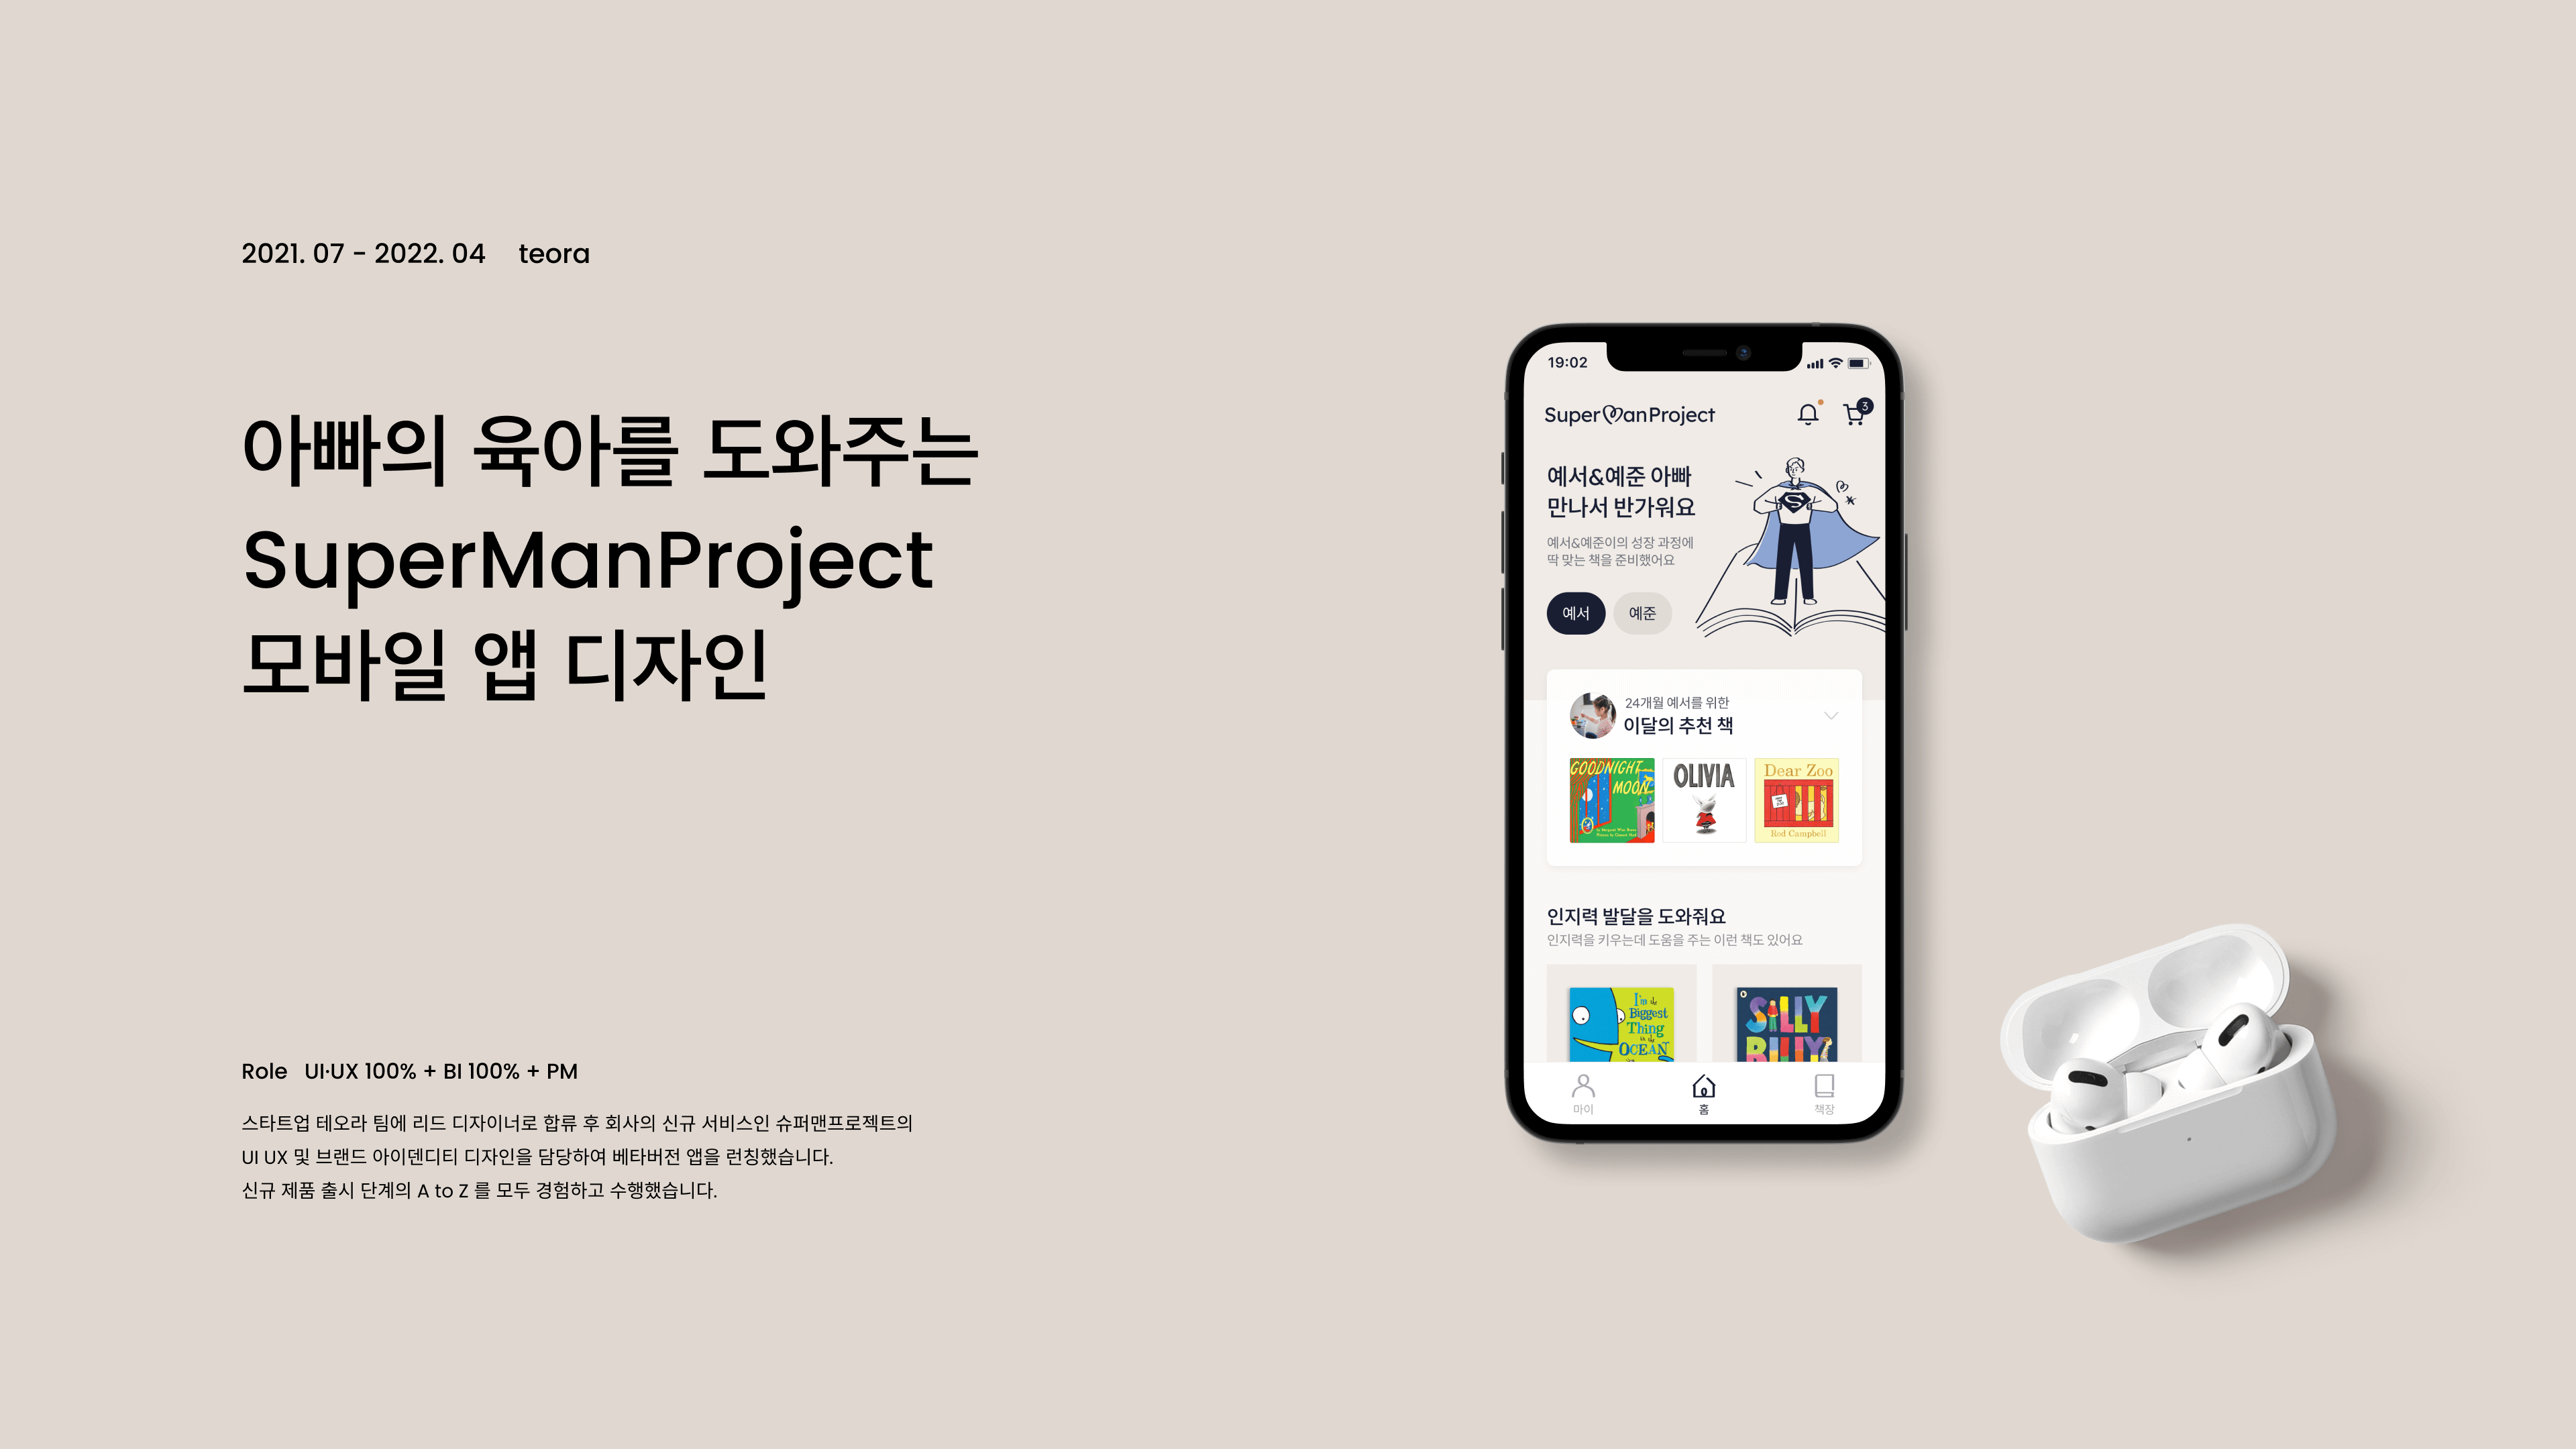 2021. 07 - 2022. 04 teora
아빠의 육아를 도와주는
SuperManProject
모바일 앱 디자인
Role UI·UX 100% + BI 100% + PM
스타트업 테오라 팀에 리드 디자이너로 합류 후 회사의 신규 서비스인 슈퍼맨프로젝트의
UI UX 및 브랜드 아이덴디티 디자인을 담당하여 베타버전 앱을 런칭했습니다.
신규 제품 출시 단계의 A to Z 를 모두 경험하고 수행했습니다.
19:02
SuperManProject
3
예서&예준 아빠
만나서 반가워요
예서&예준이의 성장 과정에
딱 맞는 책을 준비했어요
예서 예준
24개월 예서를 위한
이달의 추천 책
GOODNIGHT
MOON
OLIVIA
Dear Zoo
Rod Campbell
인지력 발달을 도와줘요
인지력을 키우는데 도움을 주는 이런 책도 있어요
I'm the
Biggest
Thing
in the
OCEAN
SILLY
BILLY
마이 홈 책장